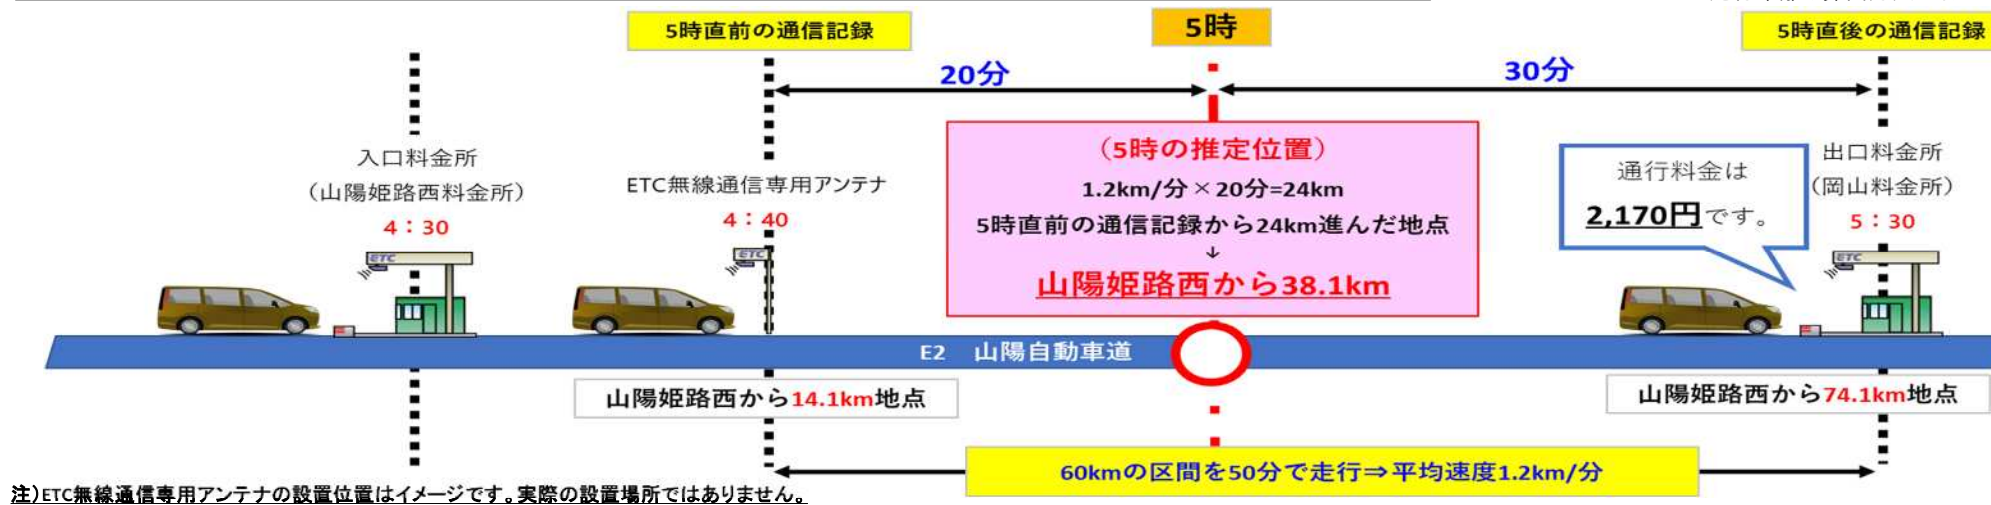 5時直前の通信記録
5時
5時直後の通信記録
20分
30分
入口料金所
（山陽姫路西料金所）
4：30
ETC無線通信専用アンテナ
4：40
（5時の推定位置）
1.2km/分×20分=24km
5時直前の通信記録から24km進んだ地点
↓
山陽姫路西から38.1km
通行料金は
2,170円です。
出口料金所
（岡山料金所）
5：30
ETC
ETC
ETC
E2 山陽自動車道
山陽姫路西から14.1km地点
山陽姫路西から74.1km地点
60kmの区間を50分で走行⇒平均速度1.2km/分
注)ETC無線通信専用アンテナの設置位置はイメージです。実際の設置場所ではありません。